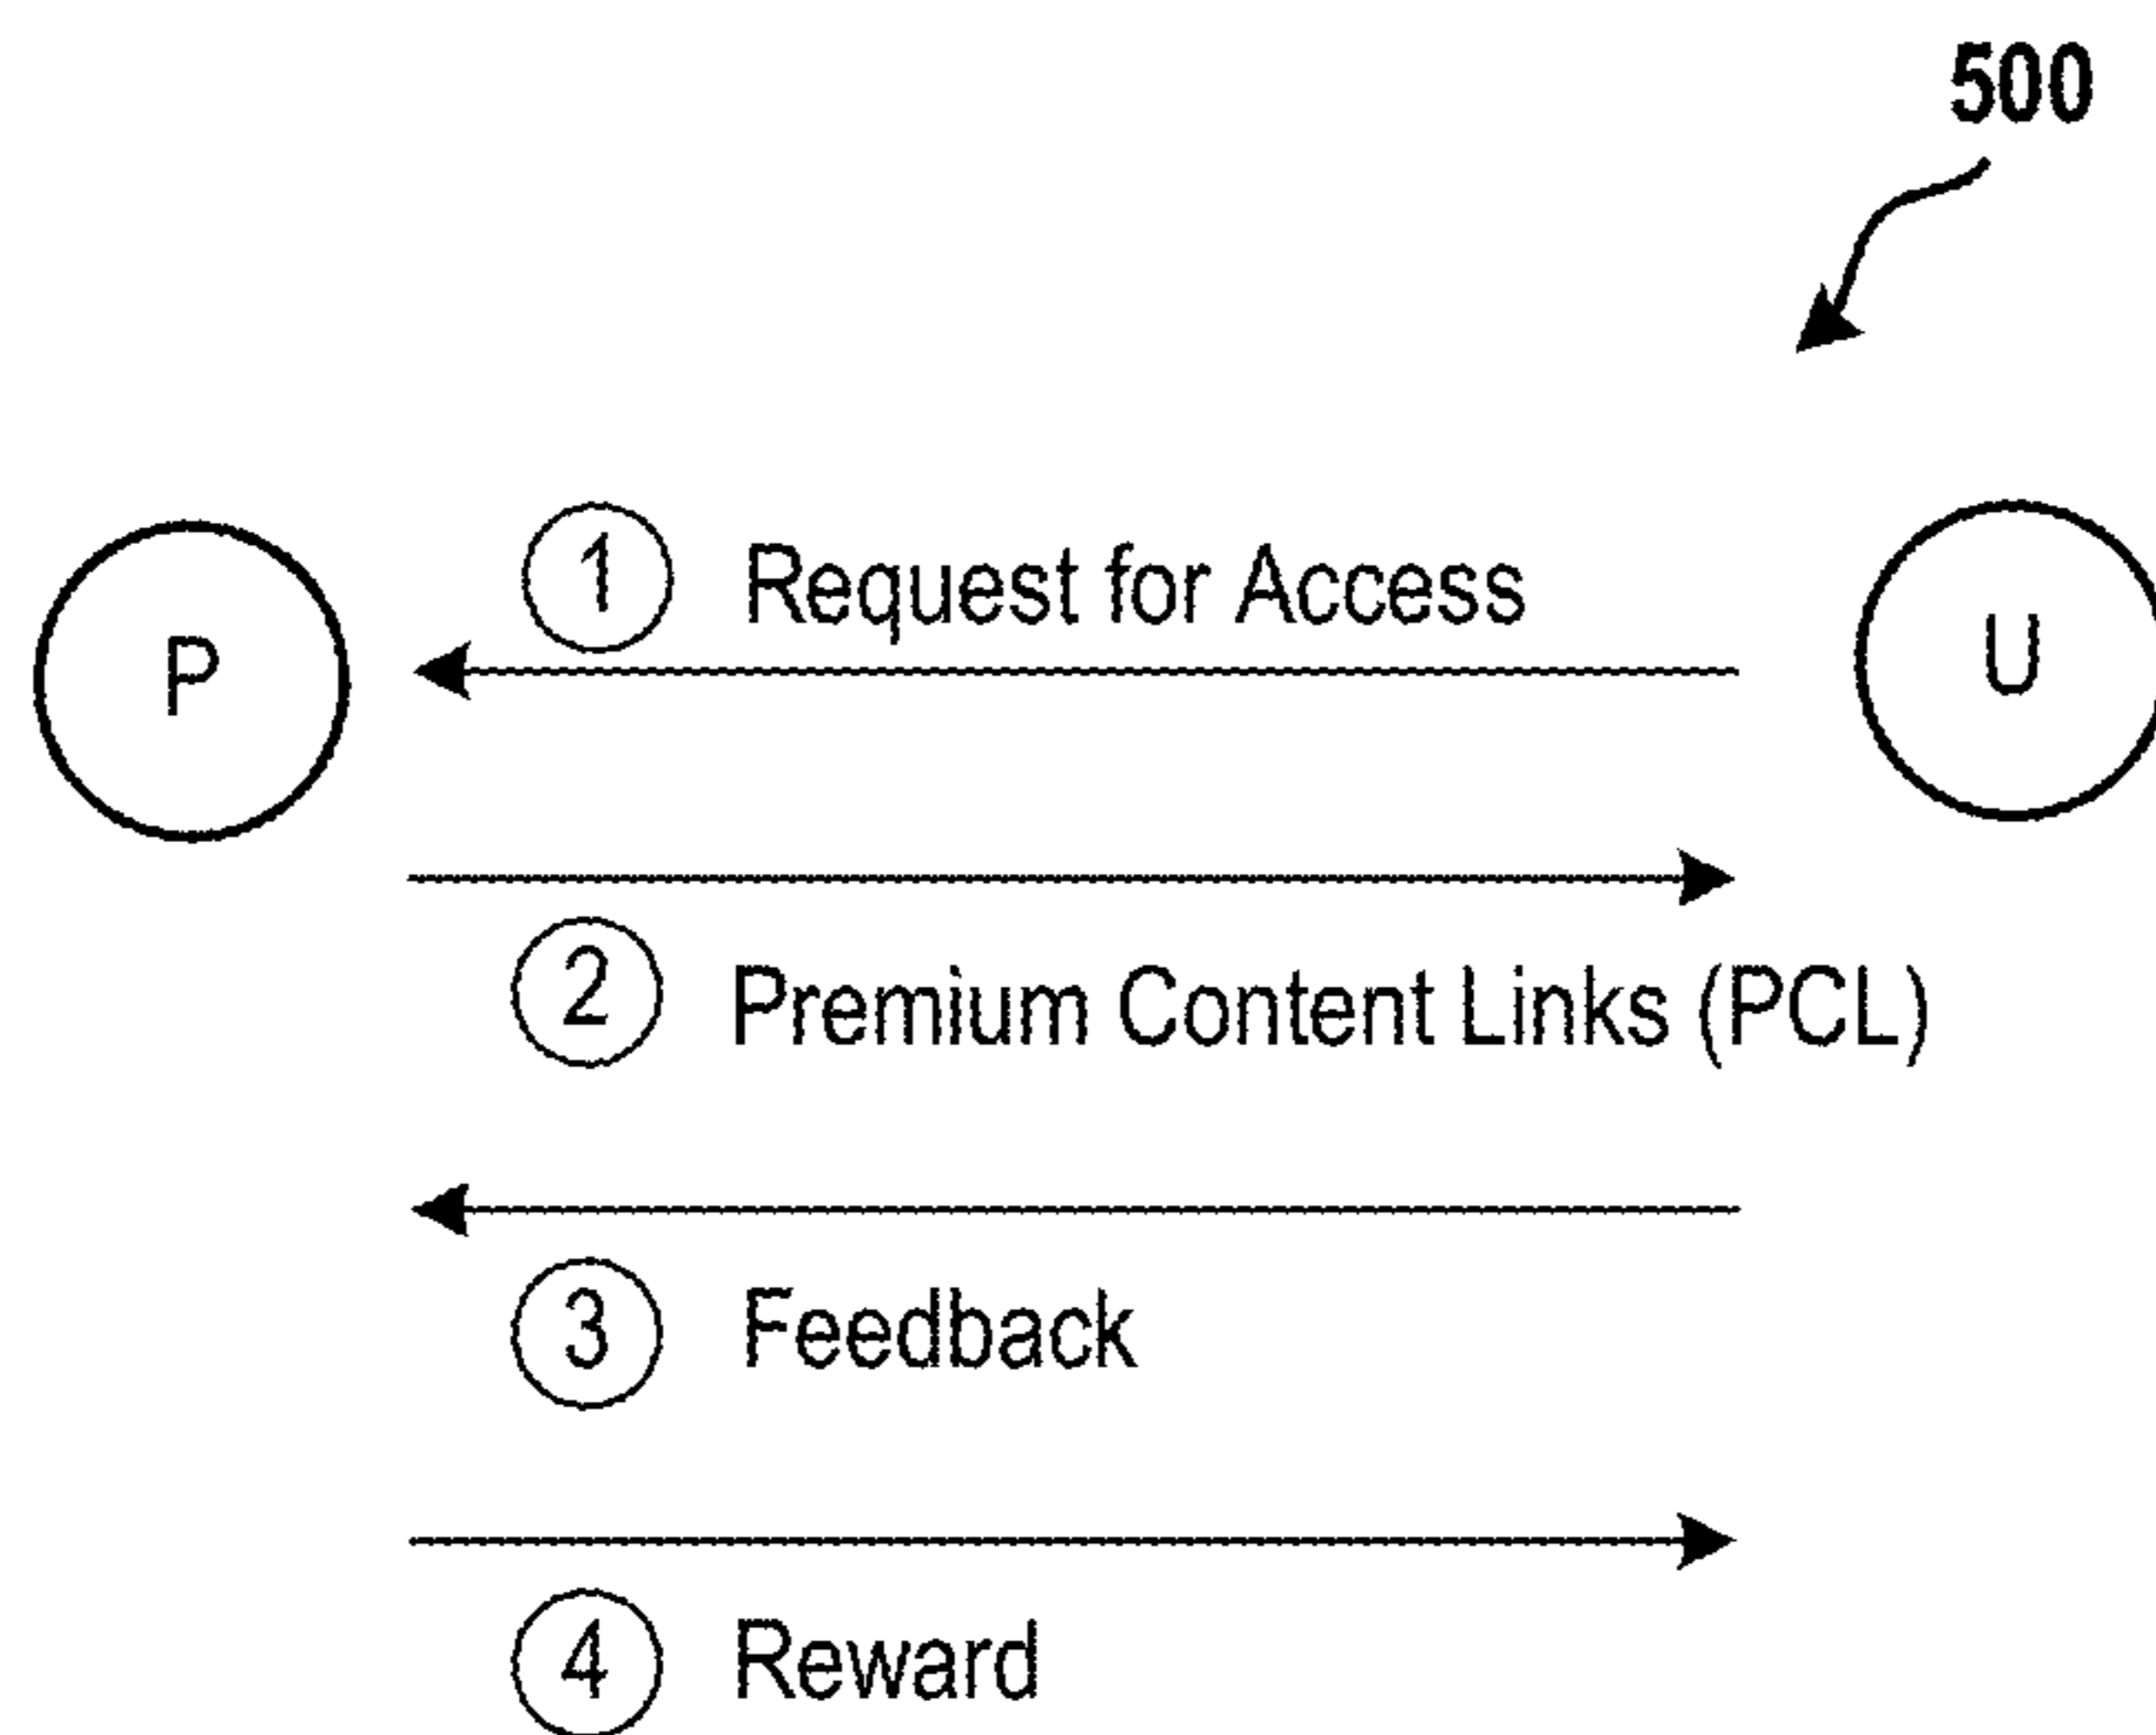 500
P
1 Request for Access
U
2 Premium Content Links (PCL)
3 Feedback
4 Reward